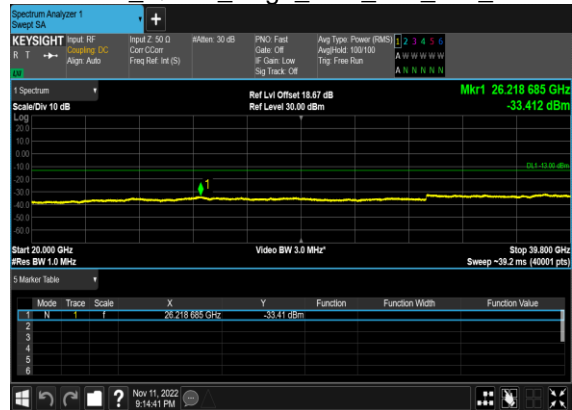 Spectrum Analyzer 1
Swept SA
+
KEYSIGHT Input: RF Input Z: 50 Ω #Atten: 30 dB PNO: Fast Avg Type: Power (RMS) 1 2 3 4 5 6
R T Coupling: DC Corr CCorr Gate: Off Avg|Hold: 100/100 A W W W W W
Align: Auto Freq Ref: Int (S) IF Gain: Low Trig: Free Run
Sig Track: Off A N N N N N
1 Spectrum Ref Lvl Offset 18.67 dB Mkr1 26.218 685 GHz
Scale/Div 10 dB Ref Level 30.00 dBm -33.412 dBm
Log
20.0
10.0
0.00
-10.0
DL1 -13.00 dBm
-20.0
1
-30.0
-40.0
-50.0
-60.0
Start 20.000 GHz Video BW 3.0 MHz* Stop 39.800 GHz
#Res BW 1.0 MHz Sweep ~39.2 ms (40001 pts)
5 Marker Table
Mode Trace Scale X Y Function Function Width Function Value
1 N 1 f 26.218 685 GHz -33.41 dBm
2
3
4
5
6
? Nov 11, 2022
9:14:41 PM